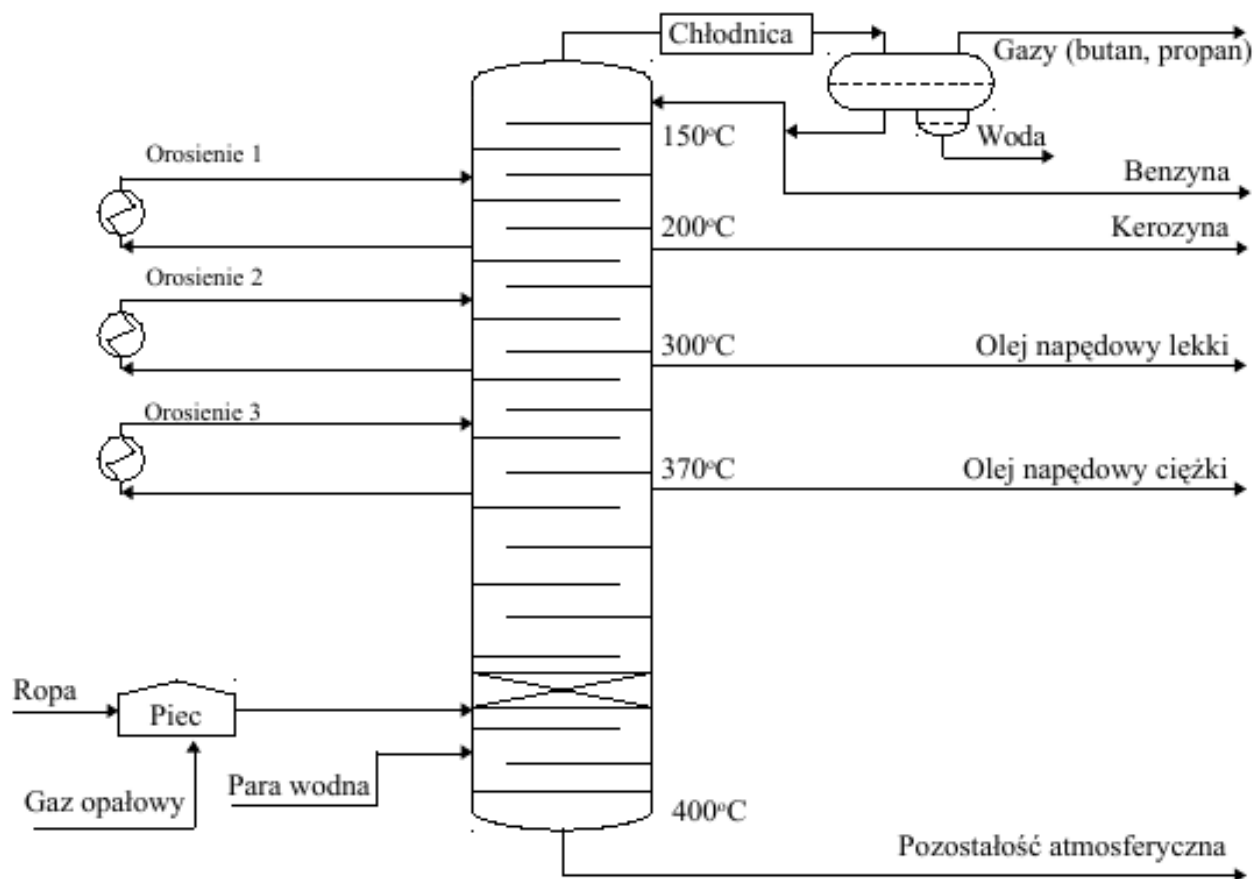 Chłodnica
Gazy (butan, propan)
150°C
Woda
Orosienie 1
Benzyna
200°C
Kerozyna
Orosienie 2
300°C
Olej napędowy lekki
Orosienie 3
370°C
Olej napędowy ciężki
Ropa
Piec
Para wodna
Gaz opałowy
400°C
Pozostałość atmosferyczna